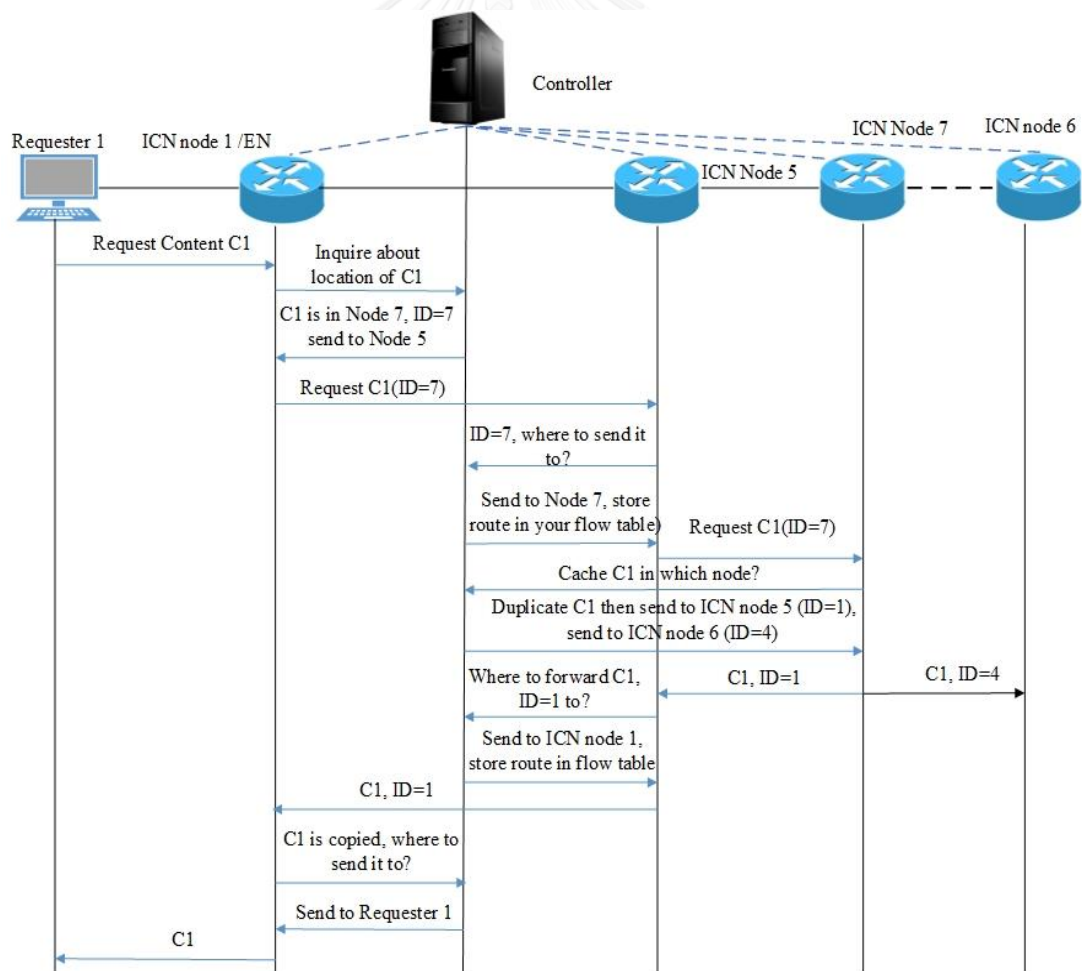 Controller
Requester 1
ICN node 1 /EN
ICN Node 5
ICN Node 7
ICN node 6
Request Content C1
Inquire about
location of C1
C1 is in Node 7, ID=7
send to Node 5
Request C1(ID=7)
ID=7, where to send it
to?
Send to Node 7, store
route in your flow table)
Request C1(ID=7)
Cache C1 in which node?
Duplicate C1 then send to ICN node 5 (ID=1),
send to ICN node 6 (ID=4)
Where to forward C1,
ID=1 to?
C1, ID=1
C1, ID=4
Send to ICN node 1,
store route in flow table
C1, ID=1
C1 is copied, where to
send it to?
Send to Requester 1
C1